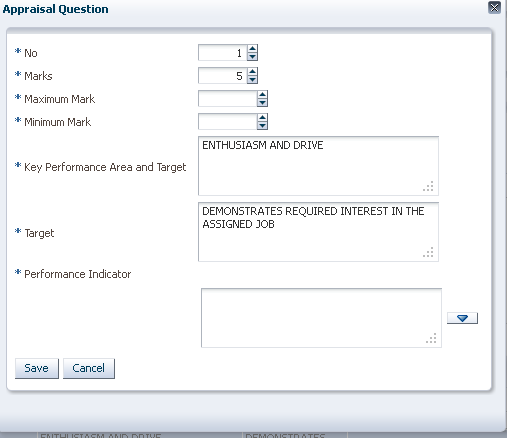 Appraisal Question
* No 1
* Marks 5
* Maximum Mark
* Minimum Mark
* Key Performance Area and Target ENTHUSIASM AND DRIVE
* Target DEMONSTRATES REQUIRED INTEREST IN THE
ASSIGNED JOB
* Performance Indicator
Save Cancel
ENTHUSIASM AND DRIVE DEMONSTRATES